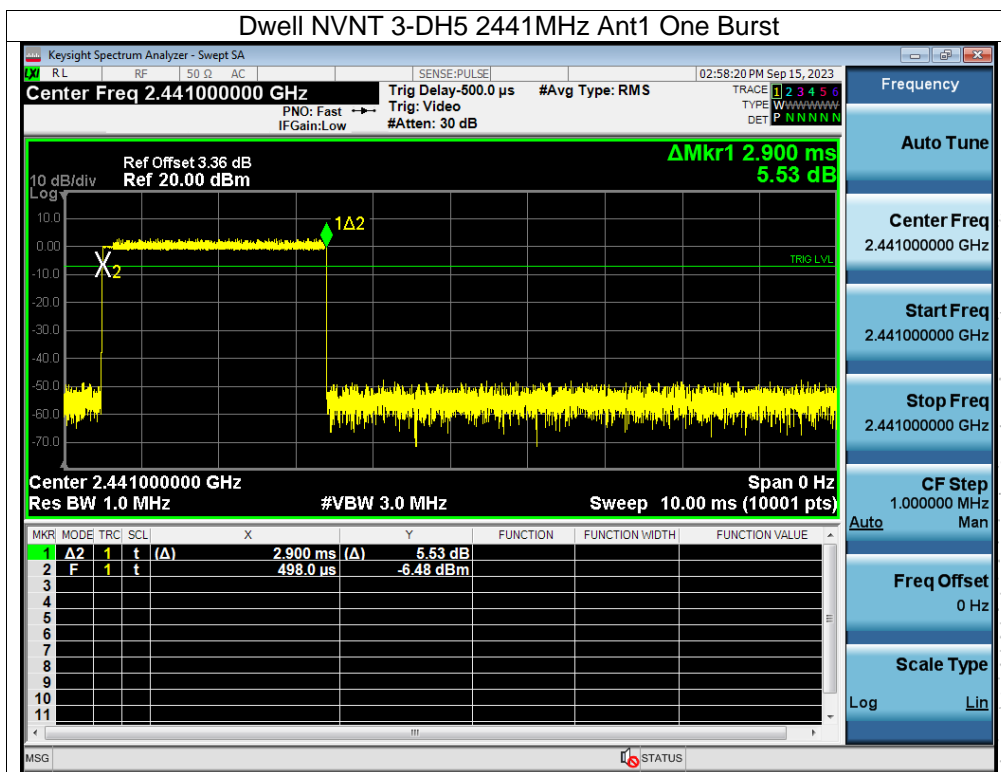 Dwell NVNT 3-DH5 2441MHz Ant1 One Burst
Keysight Spectrum Analyzer - Swept SA
LXI RL RF 50 Ω AC SENSE:PULSE 02:58:20 PM Sep 15, 2023
Center Freq 2.441000000 GHz
PNO: Fast
IFGain:Low
Trig Delay-500.0 µs
Trig: Video
#Atten: 30 dB
#Avg Type: RMS
TRACE 1 2 3 4 5 6
TYPE WWWWWWW
DET P N N N N N
ΔMkr1 2.900 ms
5.53 dB
10 dB/div
Log
Ref Offset 3.36 dB
Ref 20.00 dBm
10.0
0.00
-10.0
-20.0
-30.0
-40.0
-50.0
-60.0
-70.0
1Δ2
2
TRIG LVL
Center 2.441000000 GHz Span 0 Hz
Res BW 1.0 MHz #VBW 3.0 MHz Sweep 10.00 ms (10001 pts)
MKR MODE TRC SCL X Y FUNCTION FUNCTION WIDTH FUNCTION VALUE
1 Δ2 1 t (Δ) 2.900 ms (Δ) 5.53 dB
2 F 1 t 498.0 µs -6.48 dBm
3
4
5
6
7
8
9
10
11
MSG STATUS
Frequency
Auto Tune
Center Freq
2.441000000 GHz
Start Freq
2.441000000 GHz
Stop Freq
2.441000000 GHz
CF Step
1.000000 MHz
Auto Man
Freq Offset
0 Hz
Scale Type
Log Lin